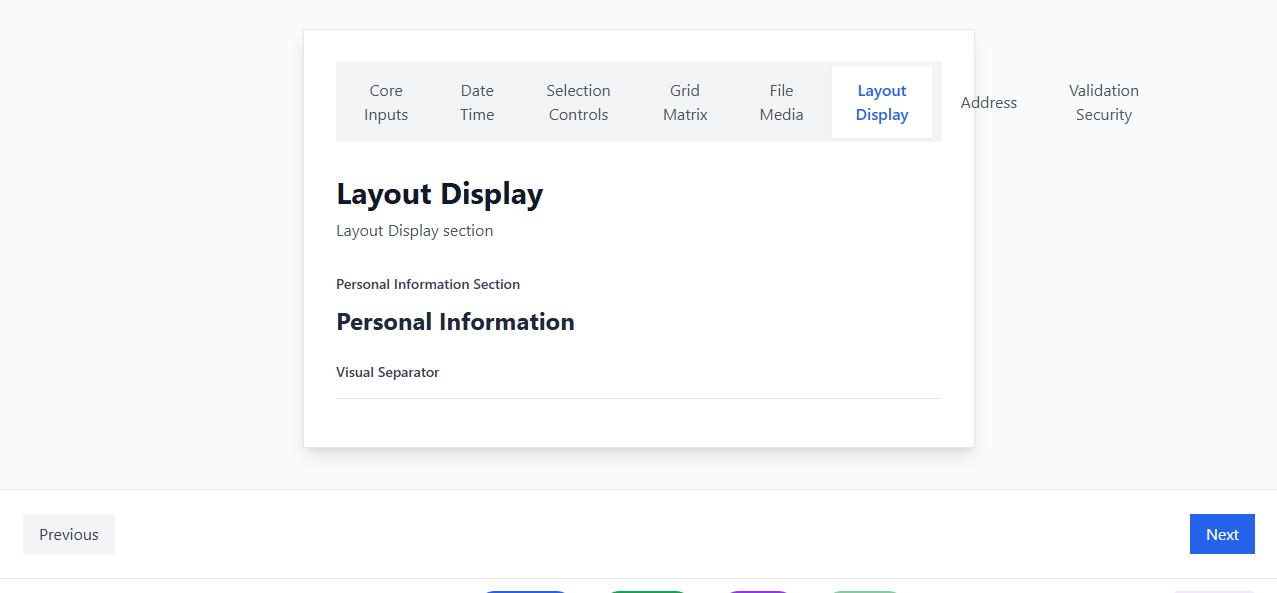 Core Inputs
Date Time
Selection Controls
Grid Matrix
File Media
Layout Display
Address
Validation Security
Layout Display
Layout Display section
Personal Information Section
Personal Information
Visual Separator
Previous
Next